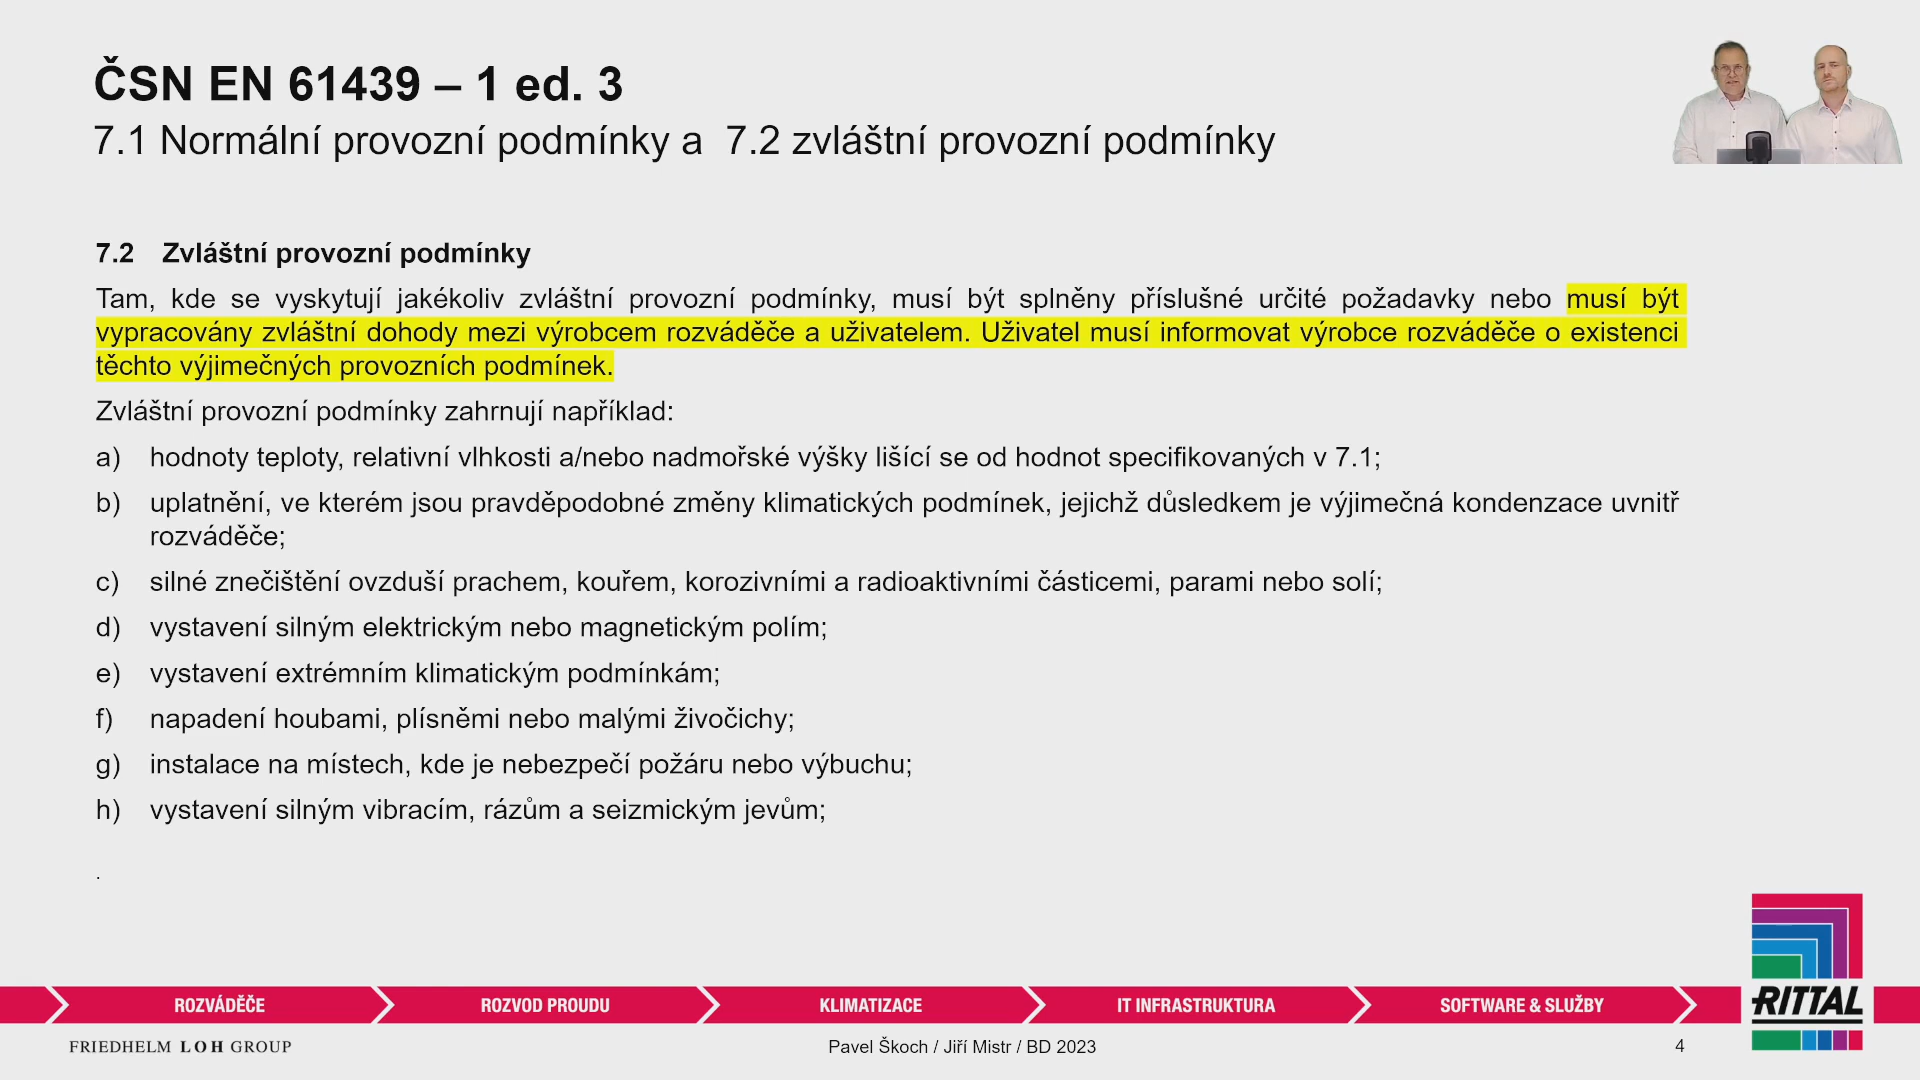 ČSN EN 61439 – 1 ed. 3
7.1 Normální provozní podmínky a  7.2 zvláštní provozní podmínky
7.2 Zvláštní provozní podmínky
Tam, kde se vyskytují jakékoliv zvláštní provozní podmínky, musí být splněny příslušné určité požadavky nebo musí být
vypracovány zvláštní dohody mezi výrobcem rozváděče a uživatelem. Uživatel musí informovat výrobce rozváděče o existenci
těchto výjimečných provozních podmínek.
Zvláštní provozní podmínky zahrnují například:
a) hodnoty teploty, relativní vlhkosti a/nebo nadmořské výšky lišící se od hodnot specifikovaných v 7.1;
b) uplatnění, ve kterém jsou pravděpodobné změny klimatických podmínek, jejichž důsledkem je výjimečná kondenzace uvnitř
rozváděče;
c) silné znečištění ovzduší prachem, kouřem, korozivními a radioaktivními částicemi, parami nebo solí;
d) vystavení silným elektrickým nebo magnetickým polím;
e) vystavení extrémním klimatickým podmínkám;
f) napadení houbami, plísněmi nebo malými živočichy;
g) instalace na místech, kde je nebezpečí požáru nebo výbuchu;
h) vystavení silným vibracím, rázům a seizmickým jevům;
.
ROZVÁDĚČE
ROZVOD PROUDU
KLIMATIZACE
IT INFRASTRUKTURA
SOFTWARE & SLUŽBY
RITTAL
FRIEDHELM LOH GROUP
Pavel Škoch / Jiří Mistr / BD 2023
4